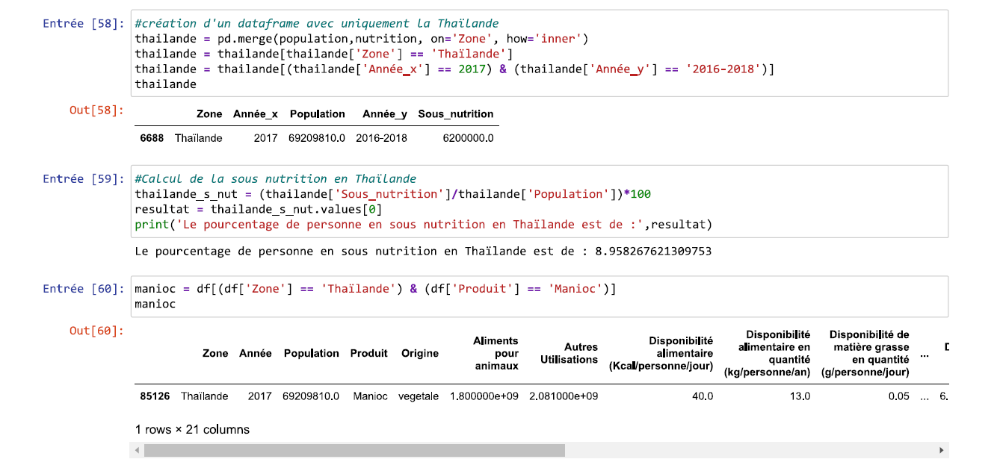 Entrée [58]: #création d'un dataframe avec uniquement la Thaïlande
thailande = pd.merge(population,nutrition, on='Zone', how='inner')
thailande = thailande[thailande['Zone'] == 'Thaïlande']
thailande = thailande[(thailande['Année_x'] == 2017) & (thailande['Année_y'] == '2016-2018')]
thailande
Out[58]:
Zone Année_x Population Année_y Sous_nutrition
6688 Thaïlande 2017 69209810.0 2016-2018 6200000.0
Entrée [59]: #Calcul de la sous nutrition en Thaïlande
thailande_s_nut = (thailande['Sous_nutrition']/thailande['Population'])*100
resultat = thailande_s_nut.values[0]
print('Le pourcentage de personne en sous nutrition en Thaïlande est de :',resultat)
Le pourcentage de personne en sous nutrition en Thaïlande est de : 8.958267621309753
Entrée [60]: manioc = df[(df['Zone'] == 'Thaïlande') & (df['Produit'] == 'Manioc')]
manioc
Out[60]:
Zone Année Population Produit Origine
Aliments
pour
animaux
Autres
Utilisations
Disponibilité
alimentaire
(Kcal/personne/jour)
Disponibilité
alimentaire en
quantité
(kg/personne/an)
Disponibilité de
matière grasse
en quantité
(g/personne/jour)
... D
85126 Thaïlande 2017 69209810.0 Manioc vegetale 1.800000e+09 2.081000e+09 40.0 13.0 0.05 ... 6.
1 rows × 21 columns